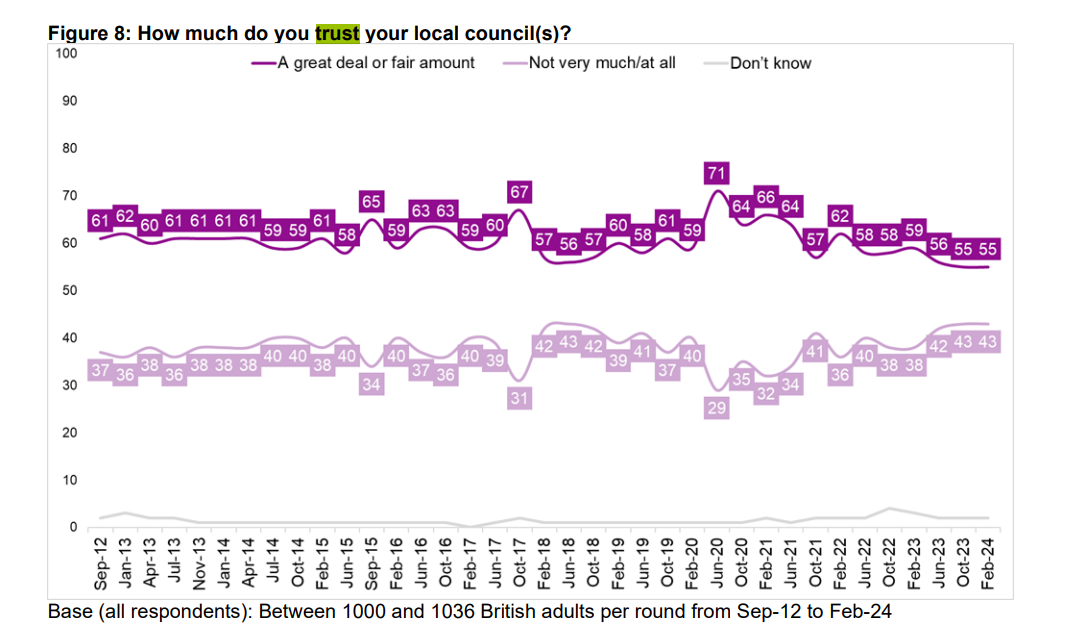 Figure 8: How much do you trust your local council(s)?
100
A great deal or fair amount Not very much/at all Don't know
90
80
70
60
50
40
30
20
10
0
61 62 60 61 61 61 61 59 59 61 58 65 59 63 63 59 60 67 57 56 57 60 58 61 59 71 64 66 64 57 62 58 58 59 56 55 55
37 36 38 36 38 38 38 40 40 38 40 34 40 37 36 40 39 31 42 43 42 39 41 37 40 29 35 32 34 41 36 40 38 38 42 43 43
Sep-12 Jan-13 Apr-13 Jul-13 Nov-13 Jan-14 Apr-14 Jul-14 Oct-14 Feb-15 Jun-15 Sep-15 Feb-16 Jun-16 Oct-16 Feb-17 Jun-17 Oct-17 Feb-18 Jun-18 Oct-18 Feb-19 Jun-19 Oct-19 Feb-20 Jun-20 Oct-20 Feb-21 Jun-21 Oct-21 Feb-22 Jun-22 Oct-22 Feb-23 Jun-23 Oct-23 Feb-24
Base (all respondents): Between 1000 and 1036 British adults per round from Sep-12 to Feb-24